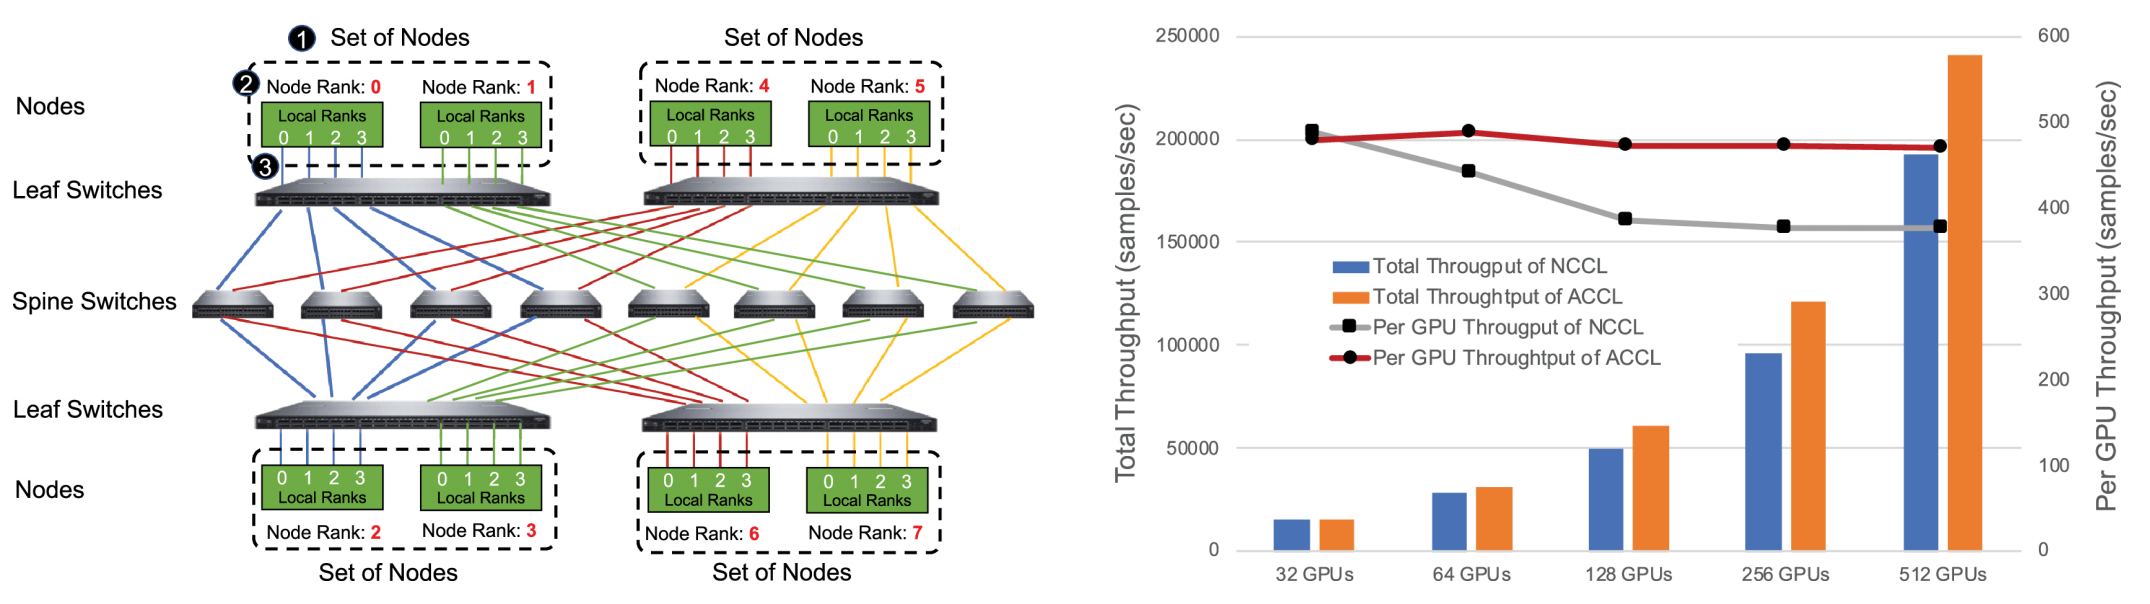 1 Set of Nodes
Set of Nodes
2 Node Rank: 0
Node Rank: 1
Node Rank: 4
Node Rank: 5
Nodes
Local Ranks
0 1 2 3
Local Ranks
0 1 2 3
Local Ranks
0 1 2 3
Local Ranks
0 1 2 3
3
Leaf Switches
Spine Switches
Leaf Switches
Nodes
0 1 2 3
Local Ranks
0 1 2 3
Local Ranks
0 1 2 3
Local Ranks
0 1 2 3
Local Ranks
Node Rank: 2
Node Rank: 3
Node Rank: 6
Node Rank: 7
Set of Nodes
Set of Nodes
Total Throughput (samples/sec)
250000
200000
150000
100000
50000
0
Total Througput of NCCL
Total Throughtput of ACCL
Per GPU Througput of NCCL
Per GPU Throughtput of ACCL
32 GPUs
64 GPUs
128 GPUs
256 GPUs
512 GPUs
600
500
400
300
200
100
0
Per GPU Throughput (samples/sec)